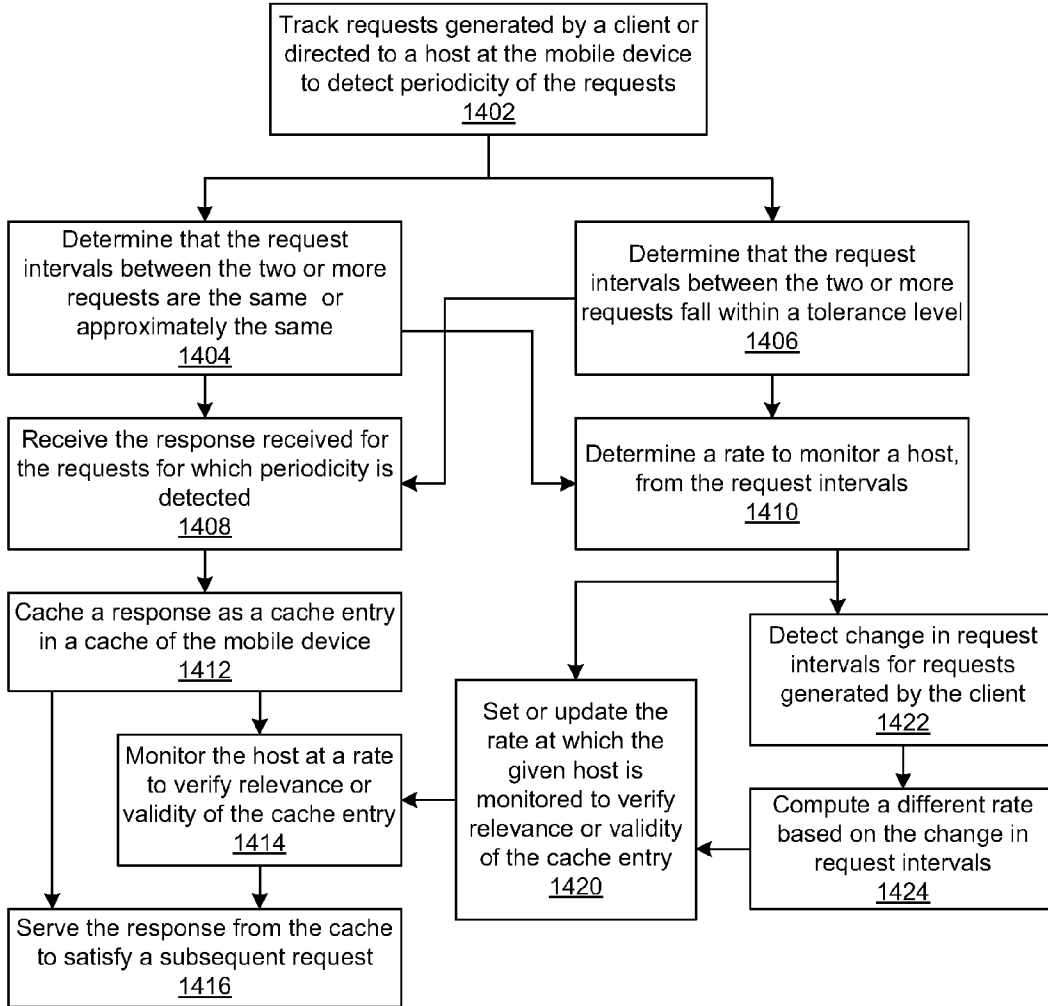 Track requests generated by a client or
directed to a host at the mobile device
to detect periodicity of the requests
1402
Determine that the request
intervals between the two or more
requests are the same or
approximately the same
1404
Determine that the request
intervals between the two or more
requests fall within a tolerance level
1406
Receive the response received for
the requests for which periodicity is
detected
1408
Determine a rate to monitor a host,
from the request intervals
1410
Cache a response as a cache entry
in a cache of the mobile device
1412
Detect change in request
intervals for requests
generated by the client
1422
Set or update the
rate at which the
given host is
monitored to verify
relevance or validity
of the cache entry
1420
Monitor the host at a rate
to verify relevance or
validity of the cache entry
1414
Compute a different rate
based on the change in
request intervals
1424
Serve the response from the cache
to satisfy a subsequent request
1416